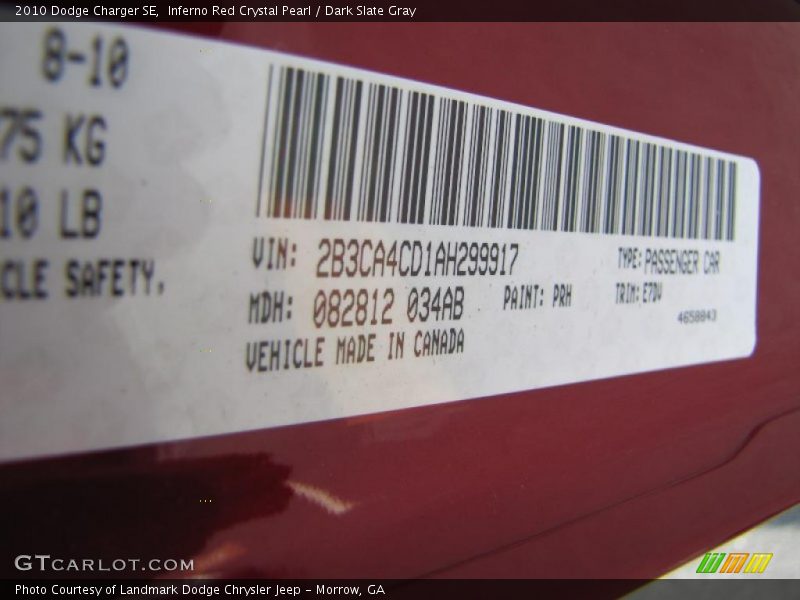 2010 Dodge Charger SE,  Inferno Red Crystal Pearl / Dark Slate Gray
8-10
75 KG
10 LB
CLE SAFETY,
VIN: 2B3CA4CD1AH299917 TYPE: PASSENGER CAR
MDH: 082812 034AB PAINT: PRH TRIM: E7DV
4658843
VEHICLE MADE IN CANADA
GTCARLOT.COM
Photo Courtesy of Landmark Dodge Chrysler Jeep - Morrow, GA